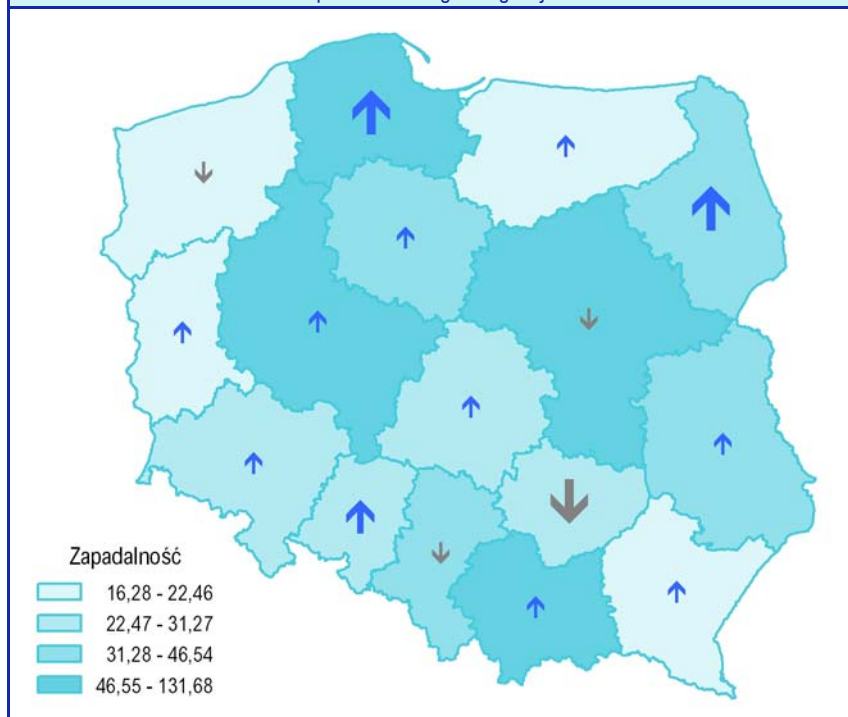 Zapadalność
16,28 - 22,46
22,47 - 31,27
31,28 - 46,54
46,55 - 131,68